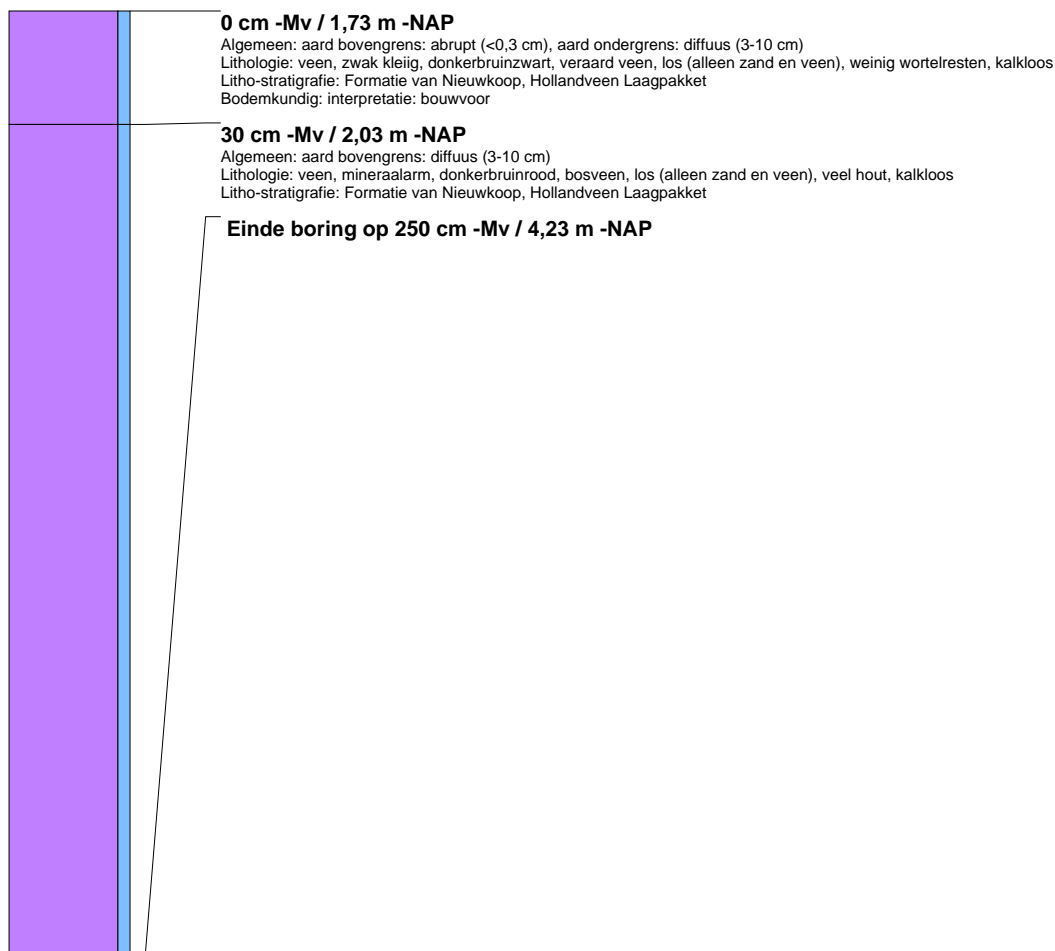 0 cm -Mv / 1,73 m -NAP
Algemeen: aard bovengrens: abrupt (<0,3 cm), aard ondergrens: diffuus (3-10 cm)
Lithologie: veen, zwak kleiig, donkerbruinzwart, veraard veen, los (alleen zand en veen), weinig wortelresten, kalkloos
Litho-stratigrafie: Formatie van Nieuwkoop, Hollandveen Laagpakket
Bodemkundig: interpretatie: bouwvoor
30 cm -Mv / 2,03 m -NAP
Algemeen: aard bovengrens: diffuus (3-10 cm)
Lithologie: veen, mineraalarm, donkerbruinrood, bosveen, los (alleen zand en veen), veel hout, kalkloos
Litho-stratigrafie: Formatie van Nieuwkoop, Hollandveen Laagpakket
Einde boring op 250 cm -Mv / 4,23 m -NAP